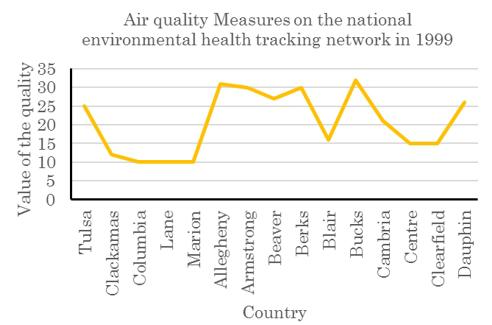 Air quality Measures on the national
environmental health tracking network in 1999
Value of the quality
35
30
25
20
15
10
5
0
Tulsa
Clackamas
Columbia
Lane
Marion
Allegheny
Armstrong
Beaver
Berks
Blair
Bucks
Cambria
Centre
Clearfield
Dauphin
Country